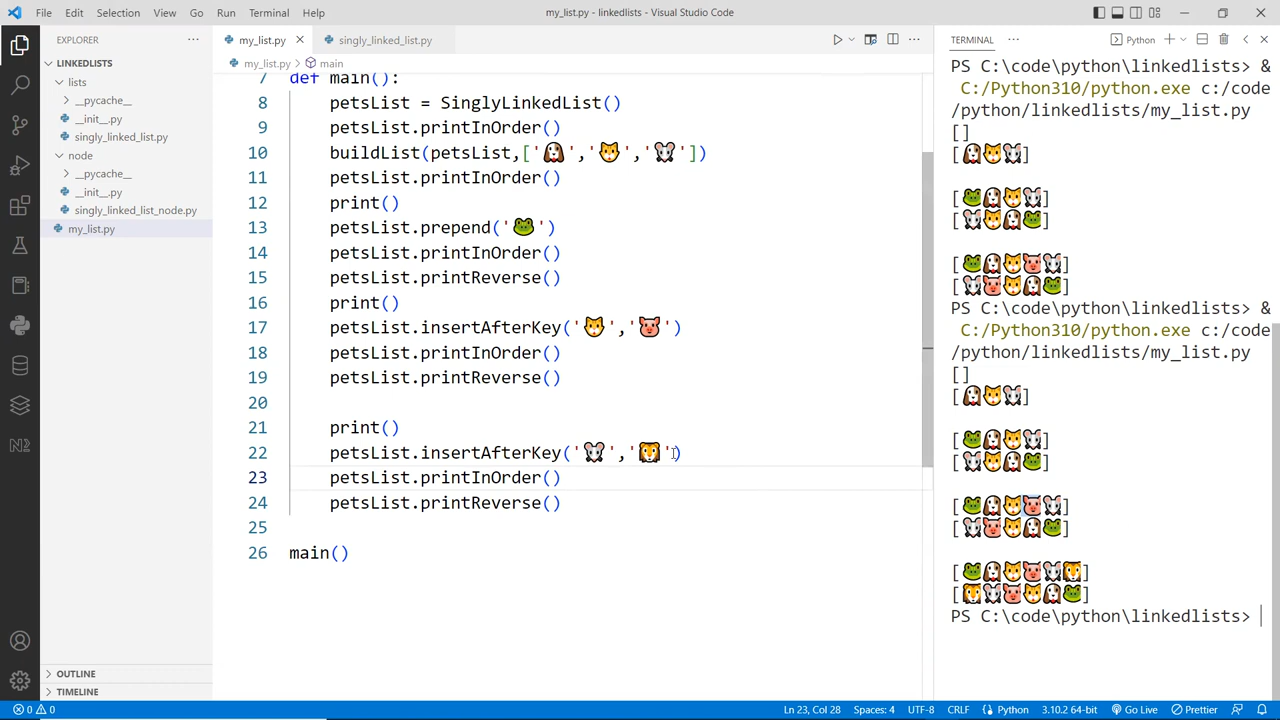 File Edit Selection View Go Run Terminal Help
my_list.py - linkedlists - Visual Studio Code
EXPLORER
LINKEDLISTS
lists
__pycache__
__init__.py
singly_linked_list.py
node
__pycache__
__init__.py
singly_linked_list_node.py
my_list.py
OUTLINE
TIMELINE
my_list.py
singly_linked_list.py
my_list.py > main
7 def main():
8 petsList = SinglyLinkedList()
9 petsList.printInOrder()
10 buildList(petsList,['🐶','🐱','🐭'])
11 petsList.printInOrder()
12 print()
13 petsList.prepend('🐸')
14 petsList.printInOrder()
15 petsList.printReverse()
16 print()
17 petsList.insertAfterKey('🐱','🐷')
18 petsList.printInOrder()
19 petsList.printReverse()
20
21 print()
22 petsList.insertAfterKey('🐭','🐯')
23 petsList.printInOrder()
24 petsList.printReverse()
25
26 main()
TERMINAL
Python
PS C:\code\python\linkedlists> &
C:/Python310/python.exe c:/code
/python/linkedlists/my_list.py
[]
[🐶🐱🐭]
[🐸🐶🐱🐭]
[🐭🐱🐶🐸]
[🐸🐶🐱🐷🐭]
[🐭🐷🐱🐶🐸]
PS C:\code\python\linkedlists> &
C:/Python310/python.exe c:/code
/python/linkedlists/my_list.py
[]
[🐶🐱🐭]
[🐸🐶🐱🐭]
[🐭🐱🐶🐸]
[🐸🐶🐱🐷🐭]
[🐭🐷🐱🐶🐸]
[🐸🐶🐱🐷🐭🐯]
[🐯🐭🐷🐱🐶🐸]
PS C:\code\python\linkedlists>
0 0
Ln 23, Col 28 Spaces: 4 UTF-8 CRLF Python 3.10.2 64-bit Go Live Prettier